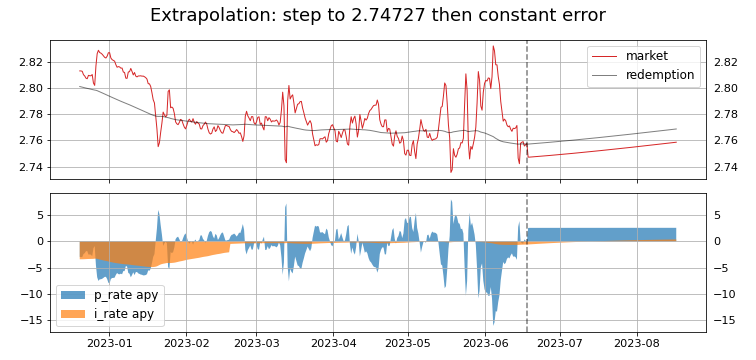 Extrapolation: step to 2.74727 then constant error
2.82 2.82
market
redemption
2.80 2.80
2.78 2.78
2.76 2.76
2.74 2.74
5 5
0 0
−5 −5
−10 −10
−15 −15
p_rate apy
i_rate apy
2023-01 2023-02 2023-03 2023-04 2023-05 2023-06 2023-07 2023-08